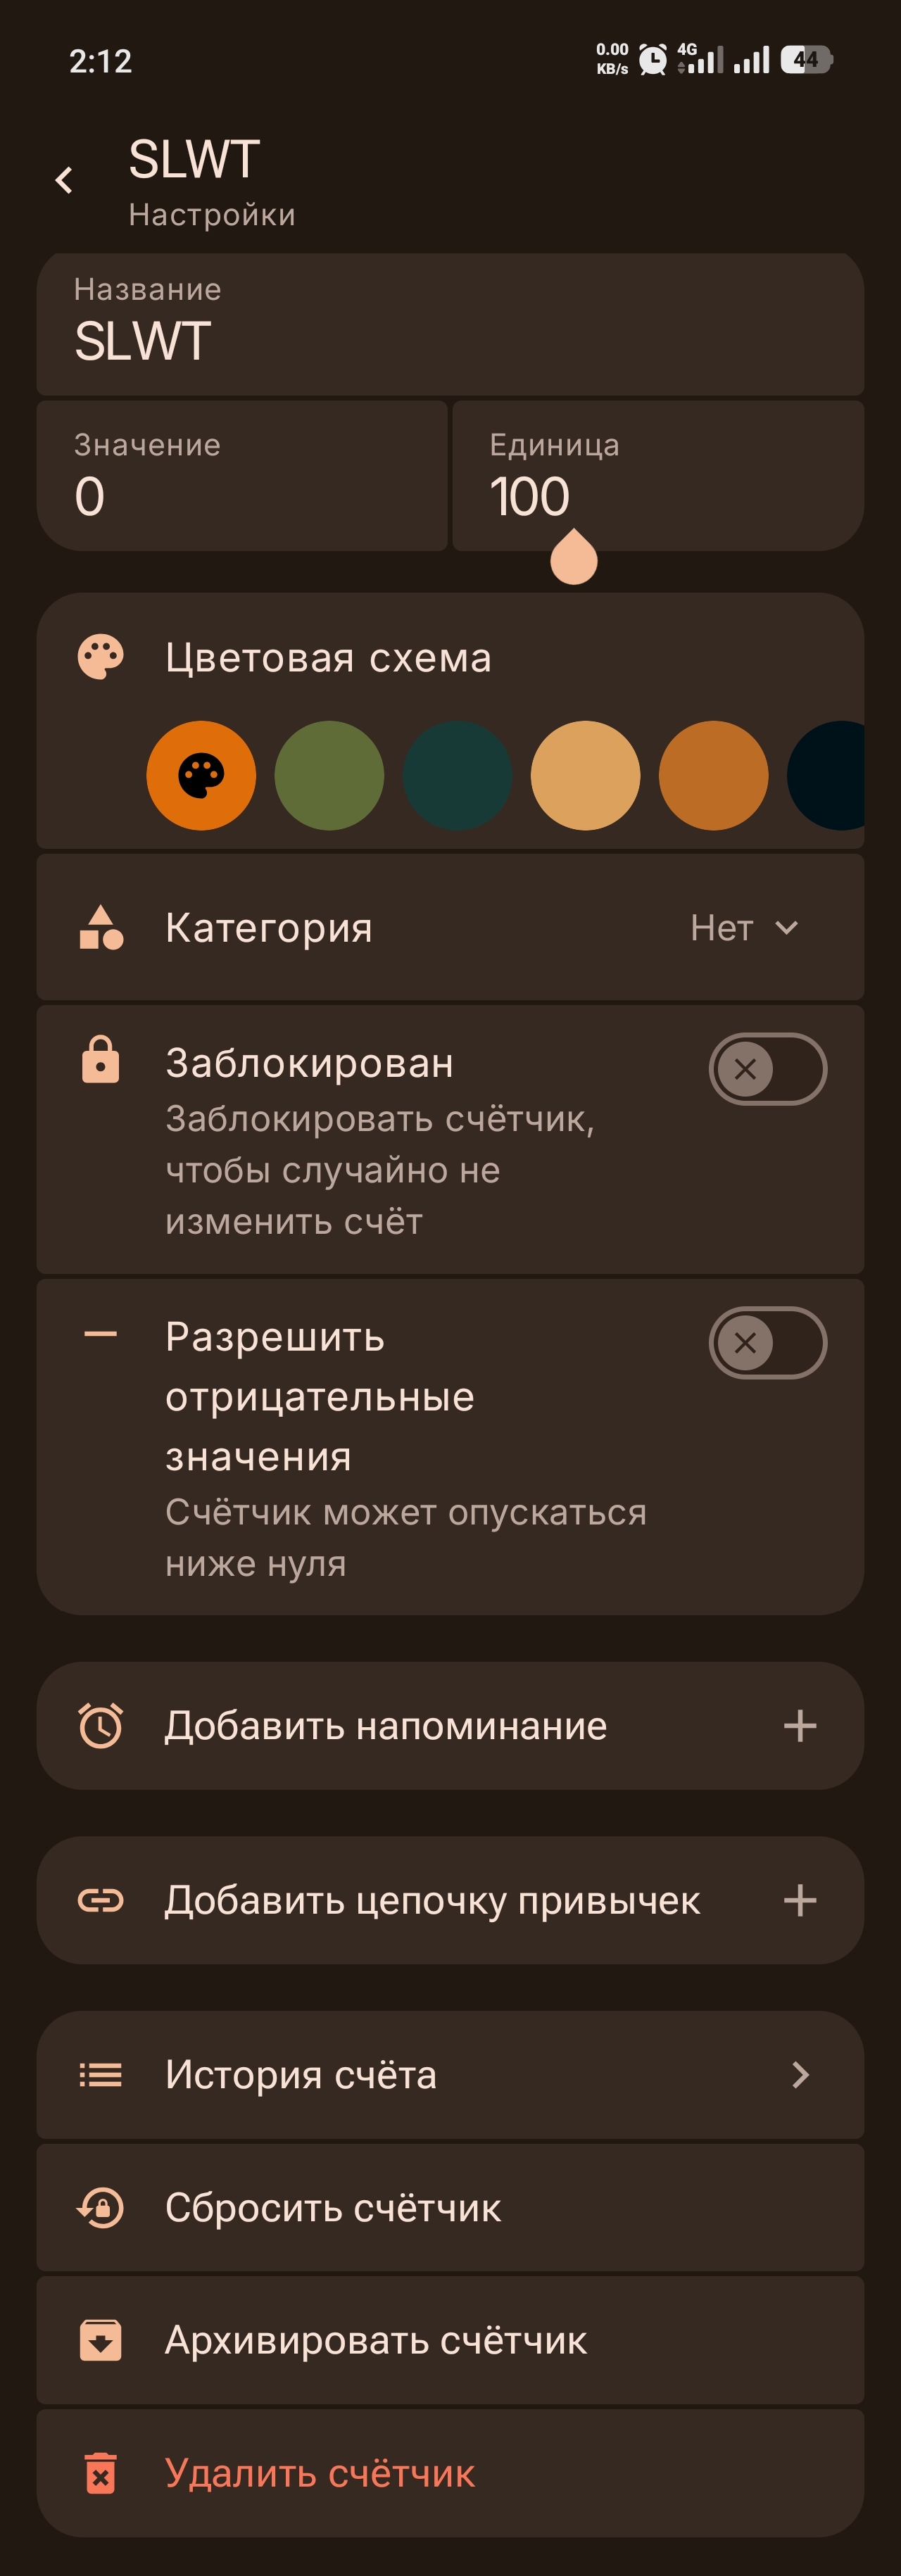 2:12
0.00
KB/s
4G
44
SLWT
Настройки
Название
SLWT
Значение
0
Единица
100
Цветовая схема
Категория
Нет
Заблокирован
Заблокировать счётчик,
чтобы случайно не
изменить счёт
Разрешить
отрицательные
значения
Счётчик может опускаться
ниже нуля
Добавить напоминание
Добавить цепочку привычек
История счёта
Сбросить счётчик
Архивировать счётчик
Удалить счётчик